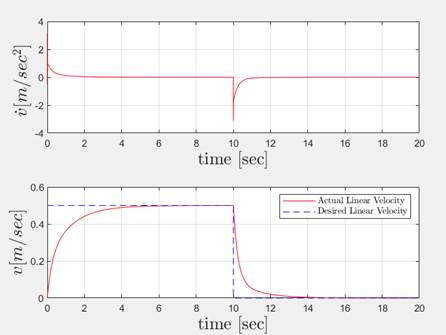 4
2
0
-2
-4
v̇[m/sec²]
0 2 4 6 8 10 12 14 16 18 20
time [sec]
0.6
0.4
0.2
0
v[m/sec]
Actual Linear Velocity
Desired Linear Velocity
0 2 4 6 8 10 12 14 16 18 20
time [sec]